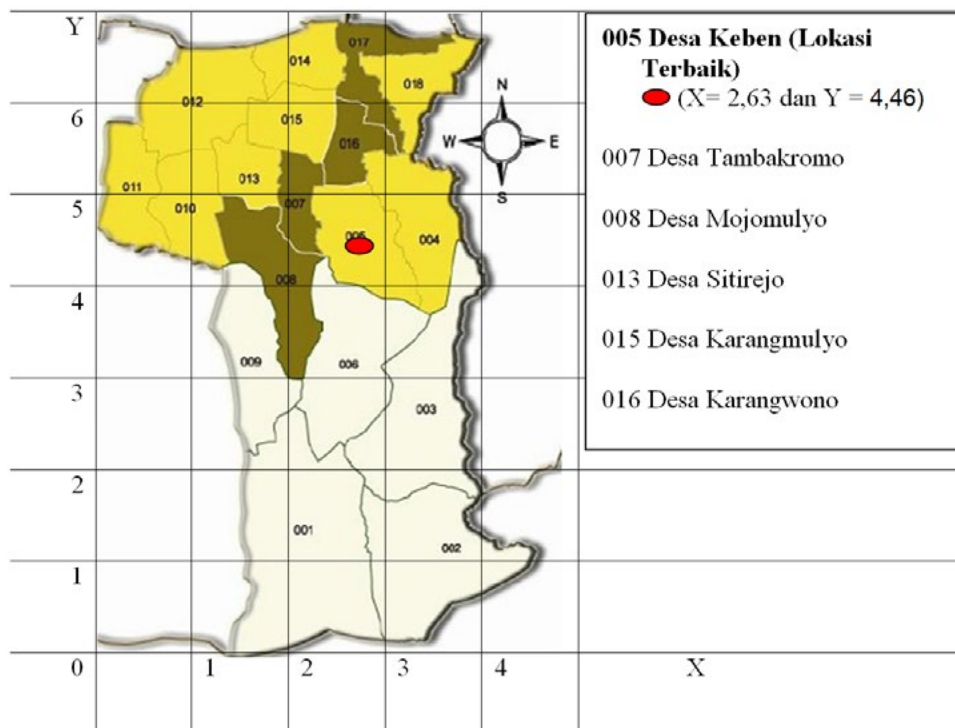 Y
017
014
018
012
6
015
016
N
W E
S
013
011
010
5
007
005
004
008
4
009
006
3
003
2
001
002
1
0 1 2 3 4 X
005 Desa Keben (Lokasi
Terbaik)
(X= 2,63 dan Y = 4,46)
007 Desa Tambakromo
008 Desa Mojomulyo
013 Desa Sitirejo
015 Desa Karangmulyo
016 Desa Karangwono